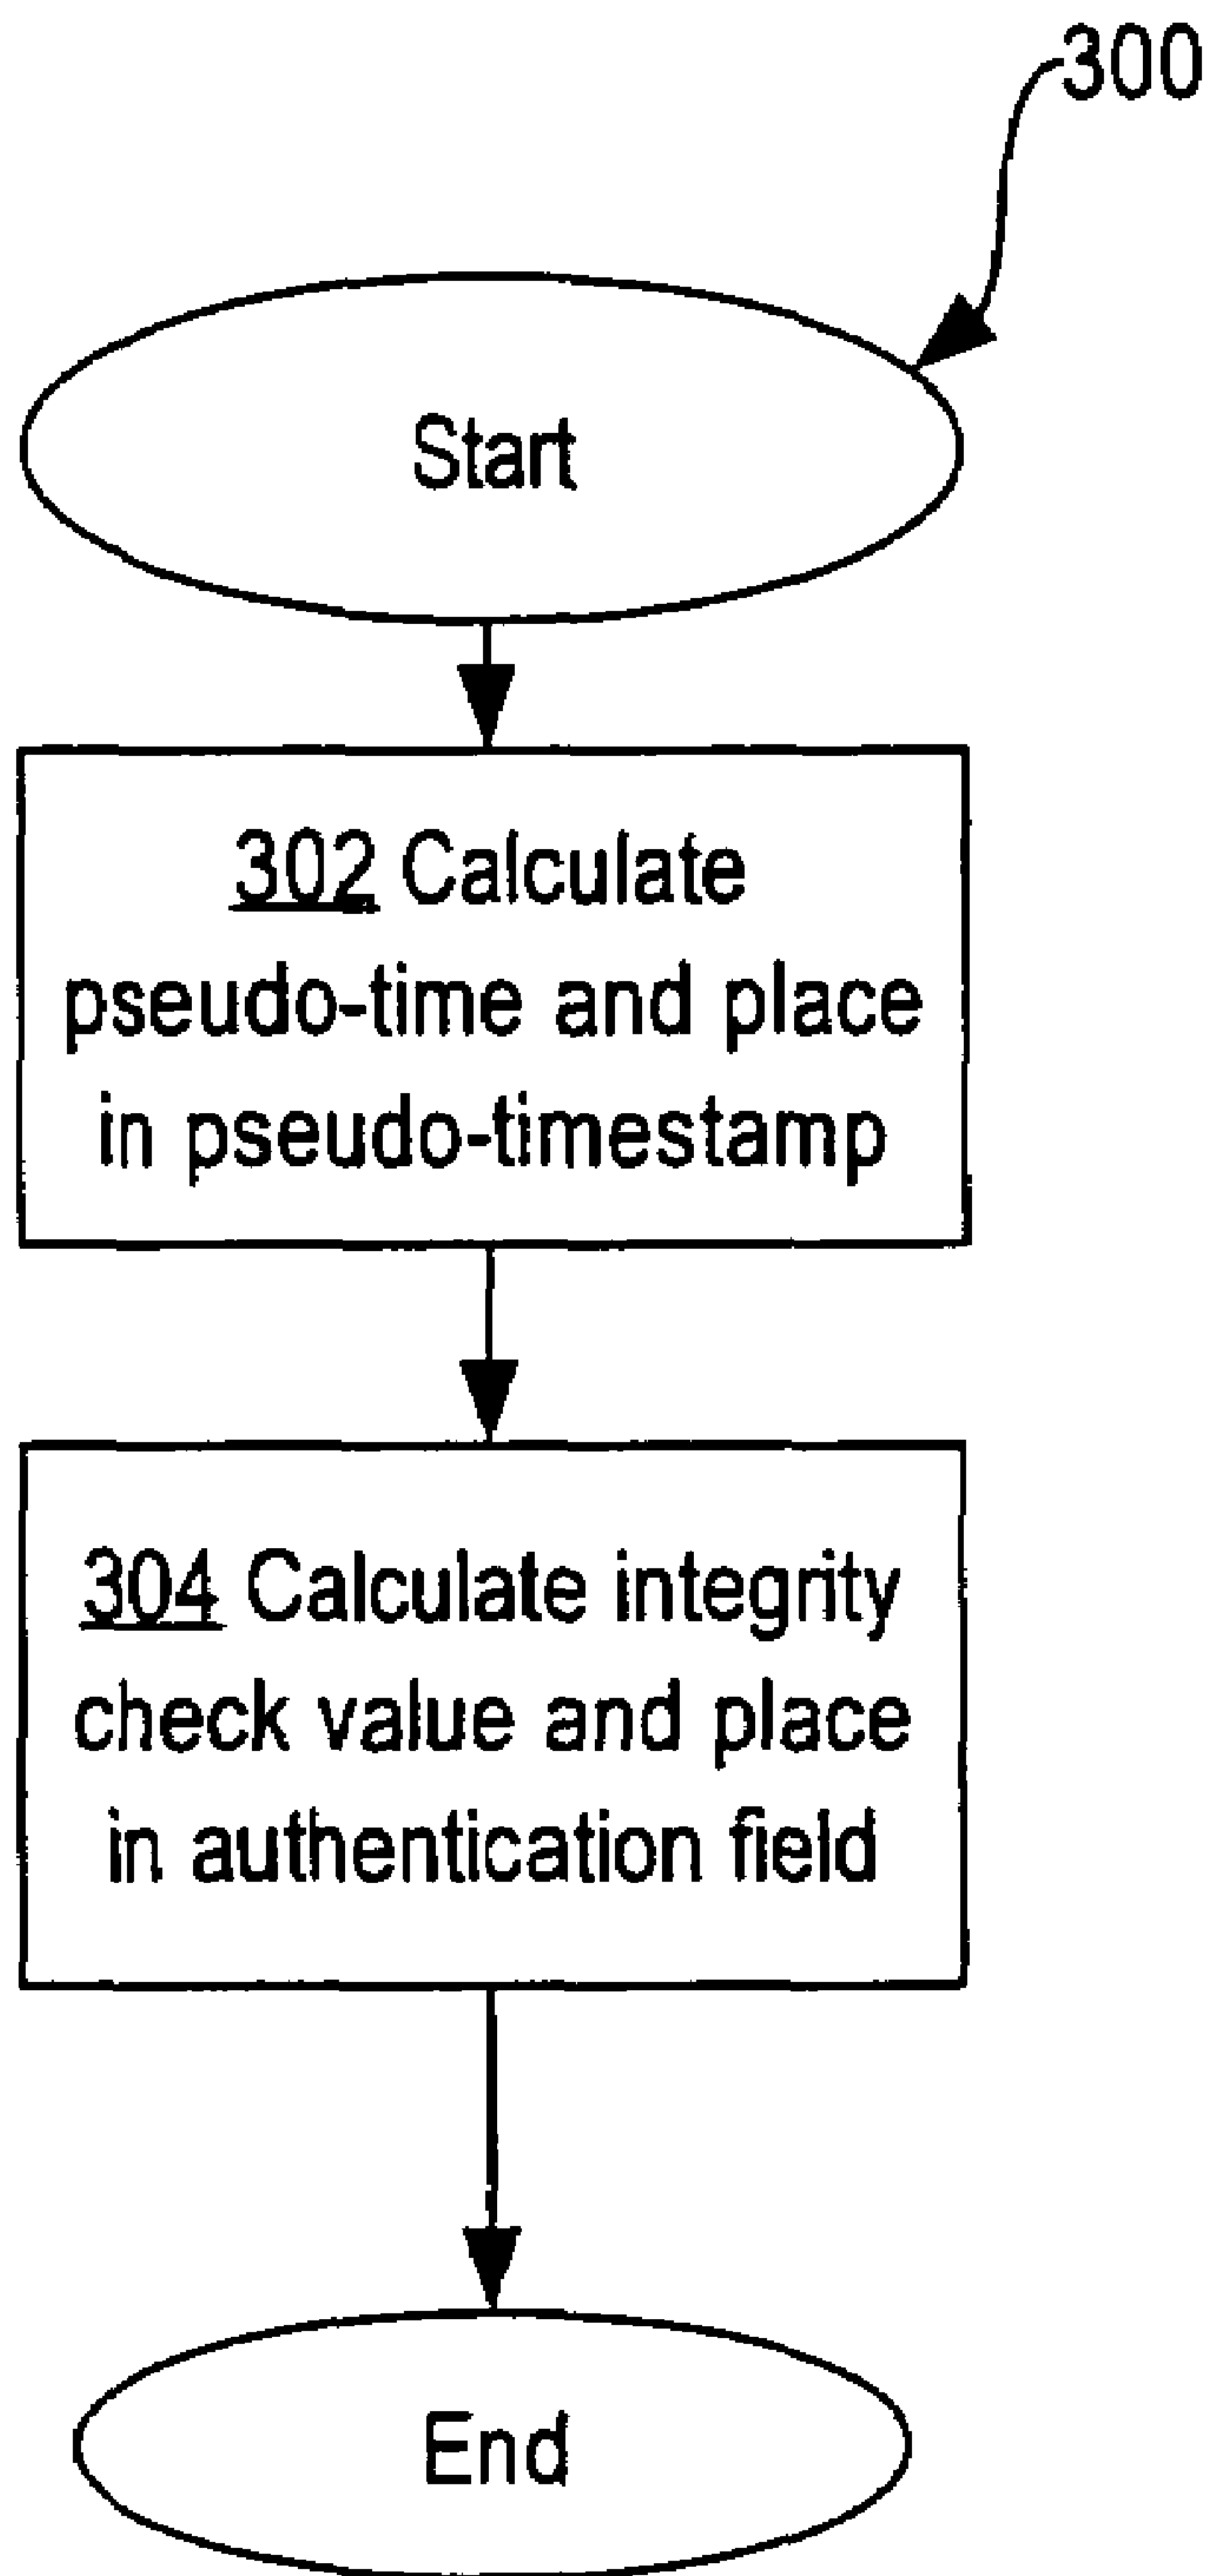 300
Start
302 Calculate
pseudo-time and place
in pseudo-timestamp
304 Calculate integrity
check value and place
in authentication field
End